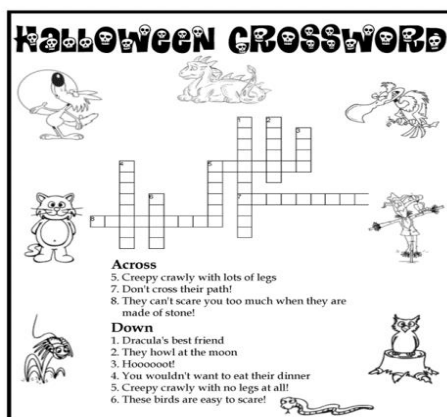 HALLOWEEN CROSSWORD
1
2
3
4
5
6
7
8
Across
5. Creepy crawly with lots of legs
7. Don't cross their path!
8. They can't scare you too much when they are
made of stone!
Down
1. Dracula's best friend
2. They howl at the moon
3. Hoooooot!
4. You wouldn't want to eat their dinner
5. Creepy crawly with no legs at all!
6. These birds are easy to scare!